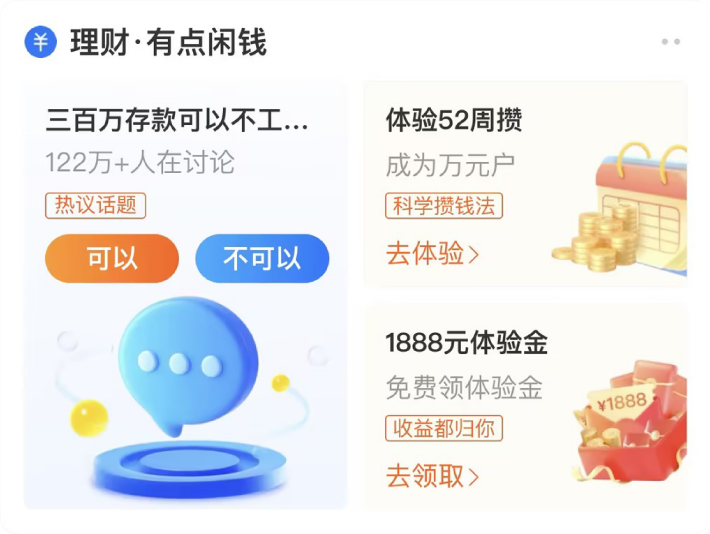 理财·有点闲钱
三百万存款可以不工...
122万+人在讨论
热议话题
可以
不可以
体验52周攒
成为万元户
科学攒钱法
去体验>
1888元体验金
免费领体验金
收益都归你
去领取>
¥1888